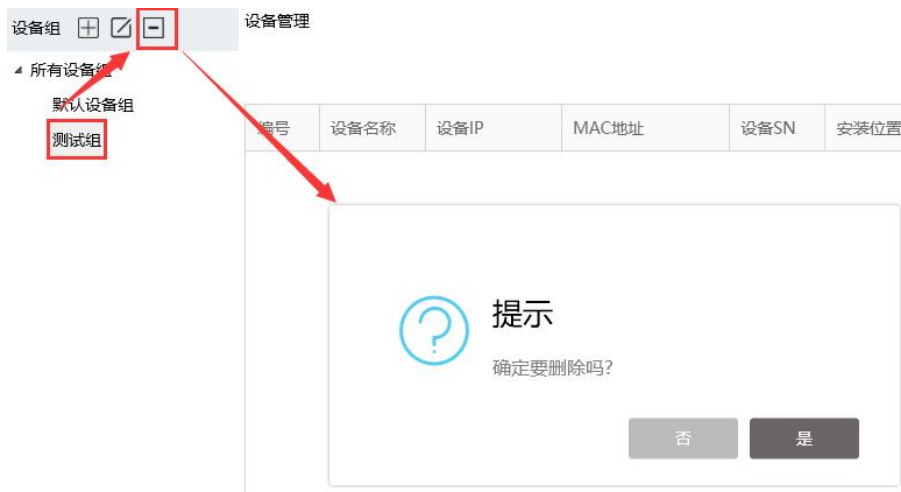 设备组
设备管理
所有设备组
默认设备组
测试组
编号 设备名称 设备IP MAC地址 设备SN 安装位置
提示
确定要删除吗?
否 是